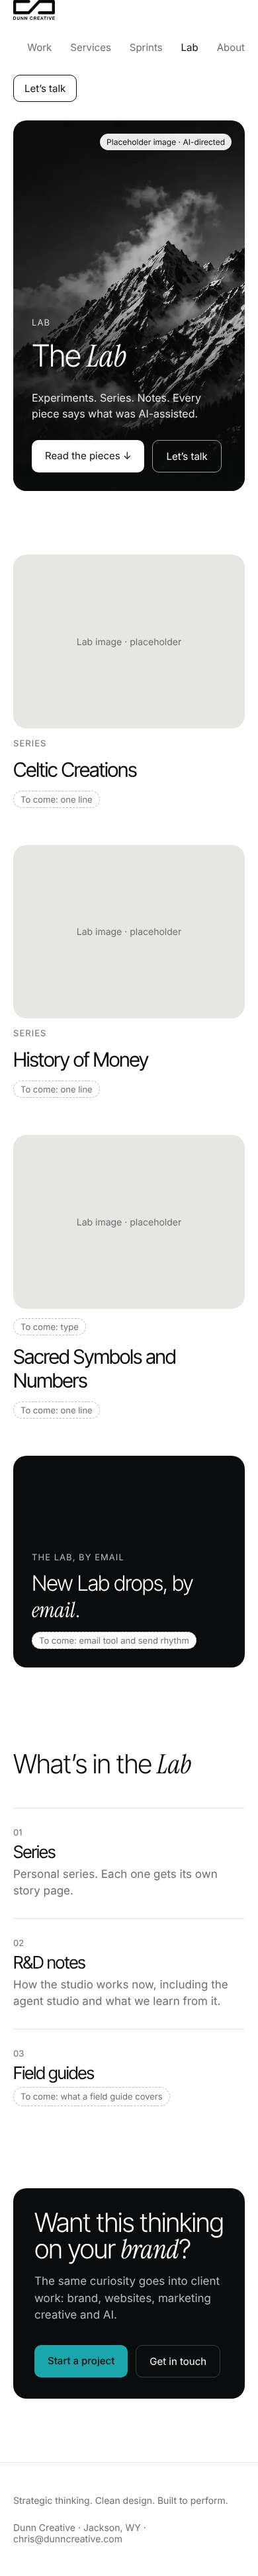 DUNN CREATIVE
Work Services Sprints Lab About
Let’s talk
Placeholder image · AI-directed
LAB
The Lab
Experiments. Series. Notes. Every
piece says what was AI-assisted.
Read the pieces ↓
Let’s talk
Lab image · placeholder
SERIES
Celtic Creations
To come: one line
Lab image · placeholder
SERIES
History of Money
To come: one line
Lab image · placeholder
To come: type
Sacred Symbols and
Numbers
To come: one line
THE LAB, BY EMAIL
New Lab drops, by
email.
To come: email tool and send rhythm
What’s in the Lab
01
Series
Personal series. Each one gets its own
story page.
02
R&D notes
How the studio works now, including the
agent studio and what we learn from it.
03
Field guides
To come: what a field guide covers
Want this thinking
on your brand?
The same curiosity goes into client
work: brand, websites, marketing
creative and AI.
Start a project
Get in touch
Strategic thinking. Clean design. Built to perform.
Dunn Creative · Jackson, WY ·
chris@dunncreative.com